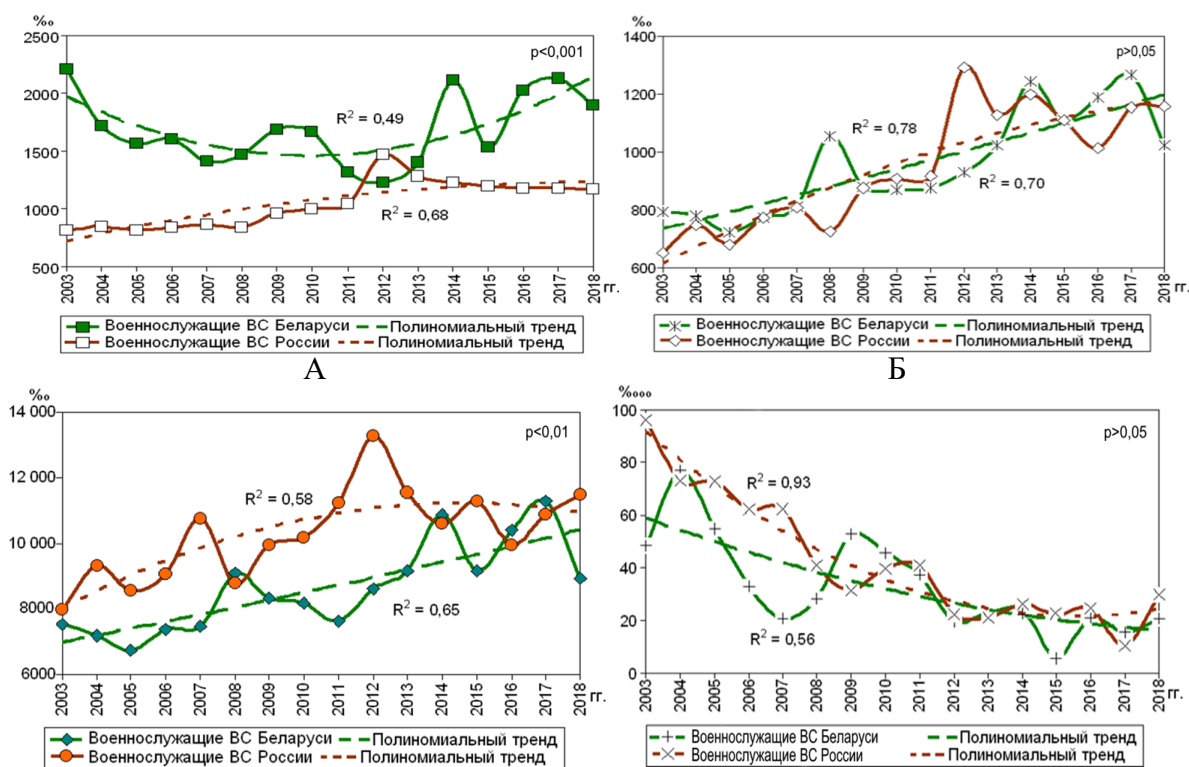 ‰
2500
2000
1500
1000
500
p<0,001
R² = 0,49
R² = 0,68
2003 2004 2005 2006 2007 2008 2009 2010 2011 2012 2013 2014 2015 2016 2017 2018 гг.
Военнослужащие ВС Беларуси Полиномиальный тренд
Военнослужащие ВС России Полиномиальный тренд
А
‰
1400
1200
1000
800
600
p>0,05
R² = 0,78
R² = 0,70
2003 2004 2005 2006 2007 2008 2009 2010 2011 2012 2013 2014 2015 2016 2017 2018 гг.
Военнослужащие ВС Беларуси Полиномиальный тренд
Военнослужащие ВС России Полиномиальный тренд
Б
‰
14 000
12 000
10 000
8000
6000
p<0,01
R² = 0,58
R² = 0,65
2003 2004 2005 2006 2007 2008 2009 2010 2011 2012 2013 2014 2015 2016 2017 2018 гг.
Военнослужащие ВС Беларуси Полиномиальный тренд
Военнослужащие ВС России Полиномиальный тренд
%oooo
100
80
60
40
20
0
p>0,05
R² = 0,93
R² = 0,56
2003 2004 2005 2006 2007 2008 2009 2010 2011 2012 2013 2014 2015 2016 2017 2018 гг.
Военнослужащие ВС Беларуси Полиномиальный тренд
Военнослужащие ВС России Полиномиальный тренд